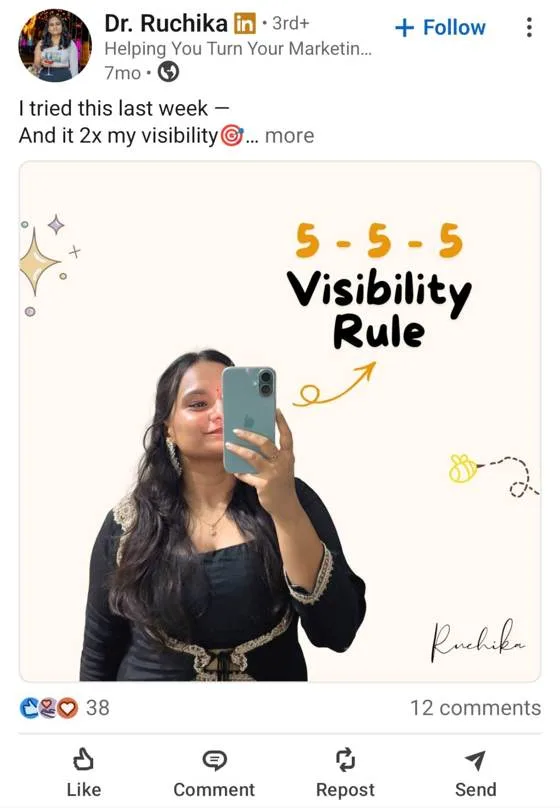 Dr. Ruchika in • 3rd+
+ Follow
Helping You Turn Your Marketin...
7mo •
I tried this last week —
And it 2x my visibility🎯... more
5 - 5 - 5
Visibility
Rule
Ruchika
38
12 comments
Like
Comment
Repost
Send